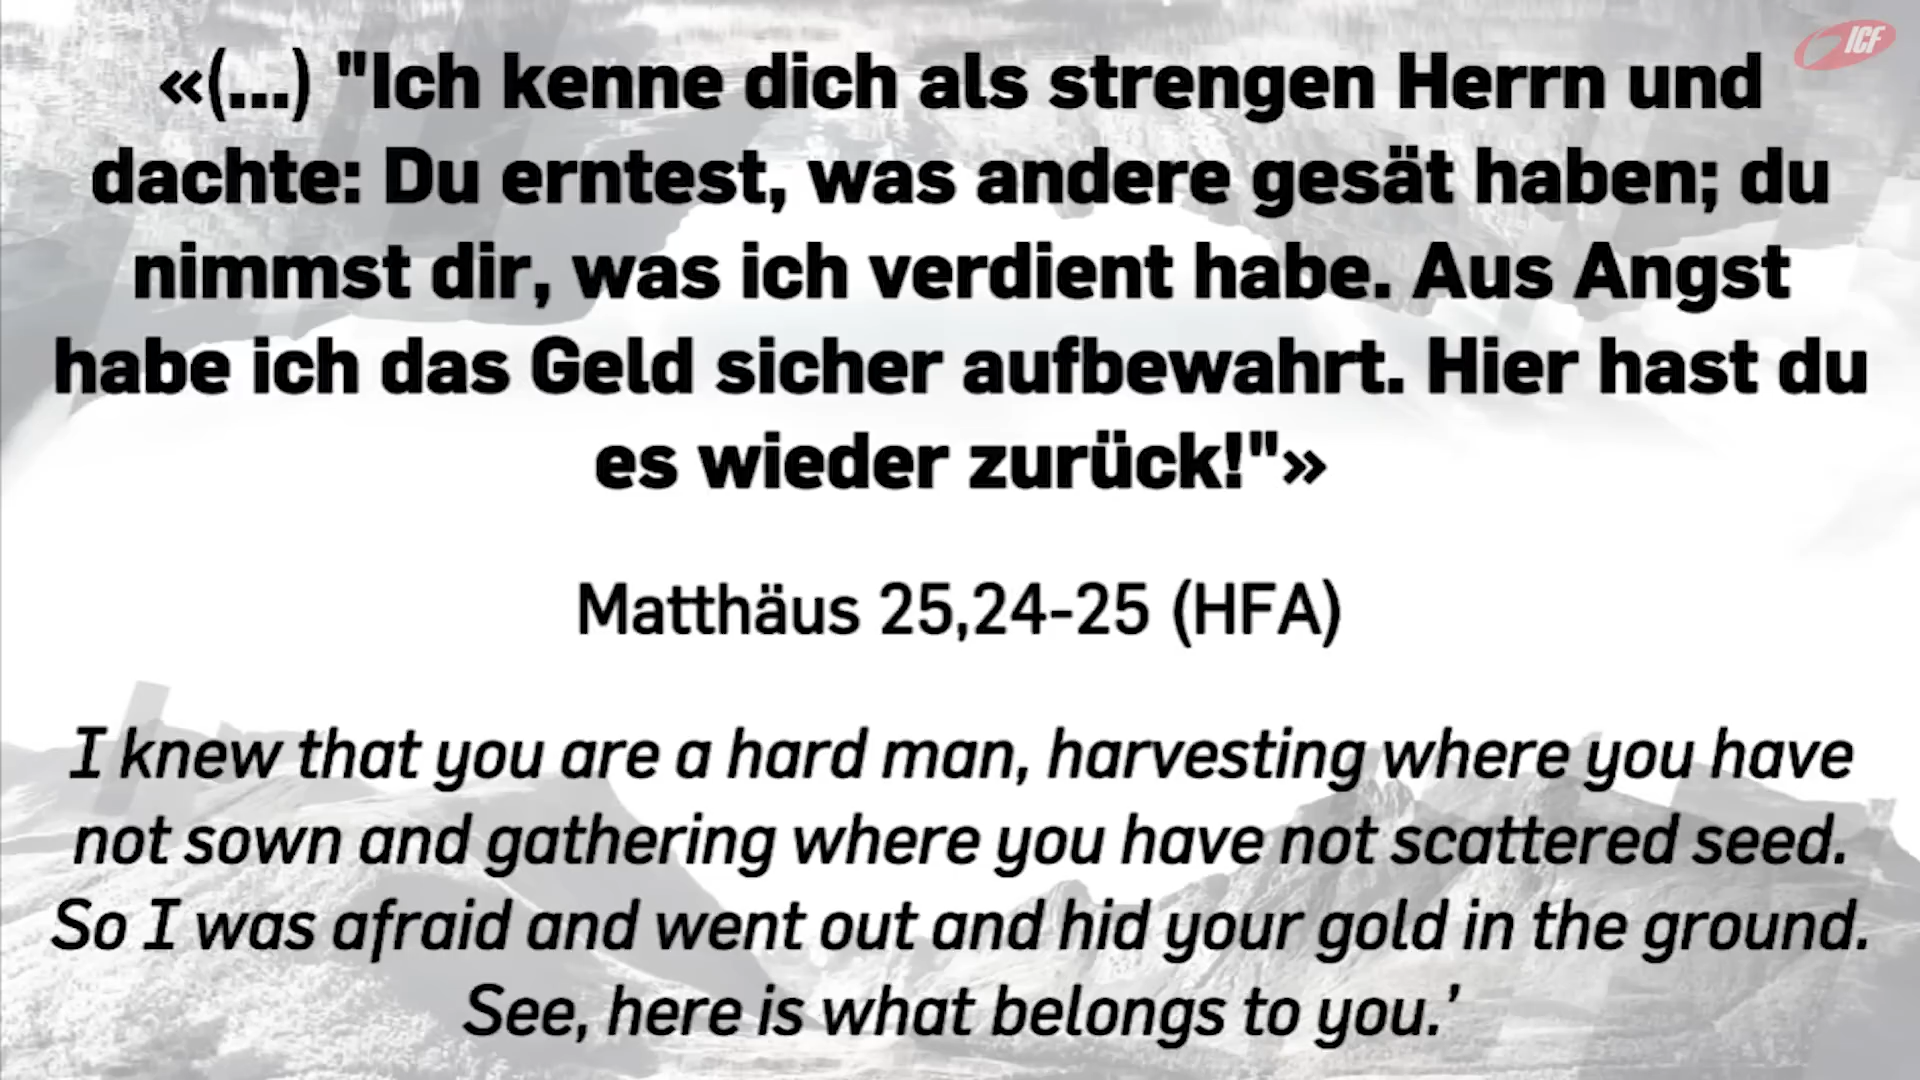 ICF
«(...) "Ich kenne dich als strengen Herrn und
dachte: Du erntest, was andere gesät haben; du
nimmst dir, was ich verdient habe. Aus Angst
habe ich das Geld sicher aufbewahrt. Hier hast du
es wieder zurück!"»
Matthäus 25,24-25 (HFA)
I knew that you are a hard man, harvesting where you have
not sown and gathering where you have not scattered seed.
So I was afraid and went out and hid your gold in the ground.
See, here is what belongs to you.’